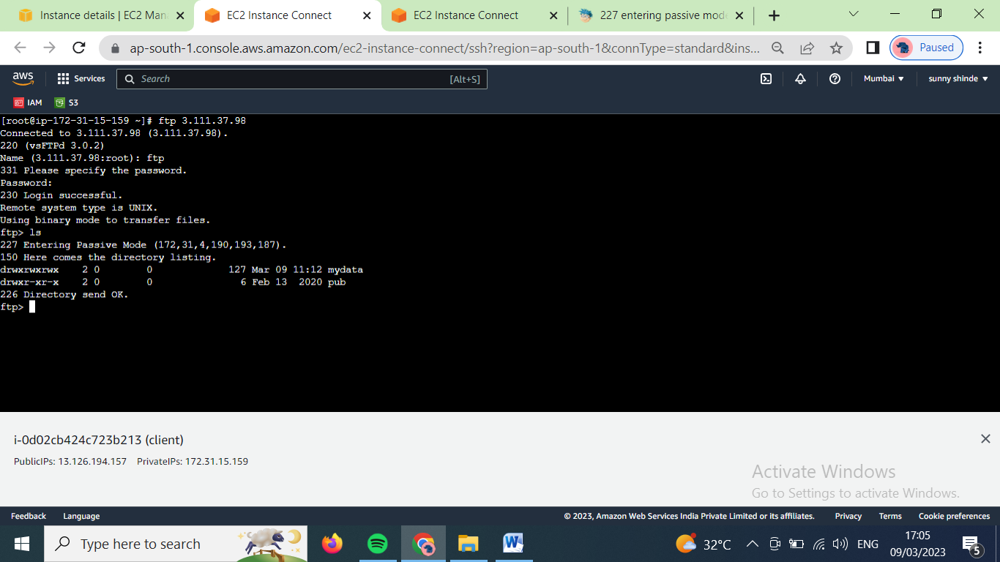 Instance details | EC2 Man
EC2 Instance Connect
EC2 Instance Connect
227 entering passive mode
ap-south-1.console.aws.amazon.com/ec2-instance-connect/ssh?region=ap-south-1&connType=standard&ins...
Paused
aws
Services
Search
[Alt+S]
Mumbai
sunny shinde
IAM
S3
[root@ip-172-31-15-159 ~]# ftp 3.111.37.98
Connected to 3.111.37.98 (3.111.37.98).
220 (vsFTPd 3.0.2)
Name (3.111.37.98:root): ftp
331 Please specify the password.
Password:
230 Login successful.
Remote system type is UNIX.
Using binary mode to transfer files.
ftp> ls
227 Entering Passive Mode (172,31,4,190,193,187).
150 Here comes the directory listing.
drwxrwxrwx    2 0        0             127 Mar 09 11:12 mydata
drwxr-xr-x    2 0        0               6 Feb 13  2020 pub
226 Directory send OK.
ftp>
i-0d02cb424c723b213 (client)
PublicIPs: 13.126.194.157    PrivateIPs: 172.31.15.159
Activate Windows
Go to Settings to activate Windows.
Feedback
Language
© 2023, Amazon Web Services India Private Limited or its affiliates.
Privacy
Terms
Cookie preferences
Type here to search
32°C
ENG
17:05
09/03/2023
5